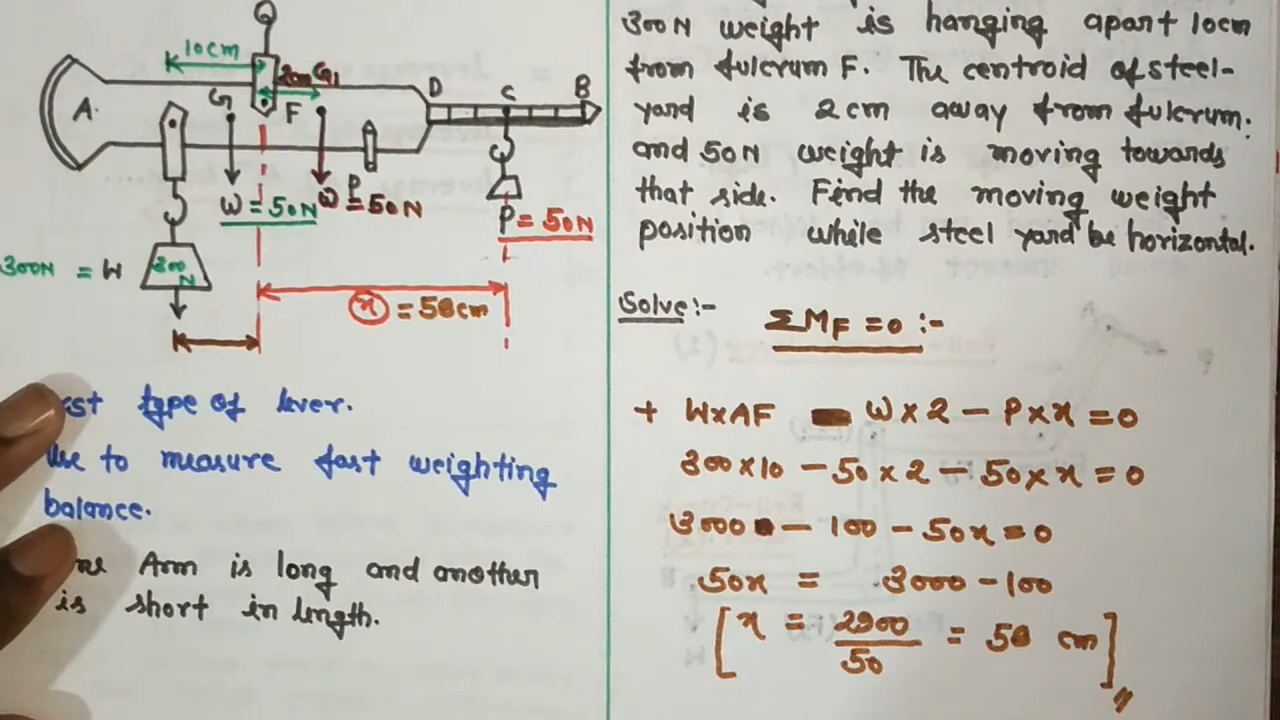 10cm
2cm G1
A
G
F
D
C
B
P
W = 50N
W = 50N
P = 50N
300N = W
300
N
x = 58cm
First type of lever.
Use to measure fast weighting
balance.
One Arm is long and another
is short in length.
300N weight is hanging apart 10cm
from fulcrum F. The centroid of steel-
yard is 2cm away from fulcrum.
and 50N weight is moving towards
that side. Find the moving weight
position while steel yard be horizontal.
Solve :-
ΣMF = 0 :-
+ W×AF - W×2 - P×x = 0
300×10 - 50×2 - 50×x = 0
3000 - 100 - 50x = 0
50x = 3000 - 100
[x = 2900/50 = 58 cm]